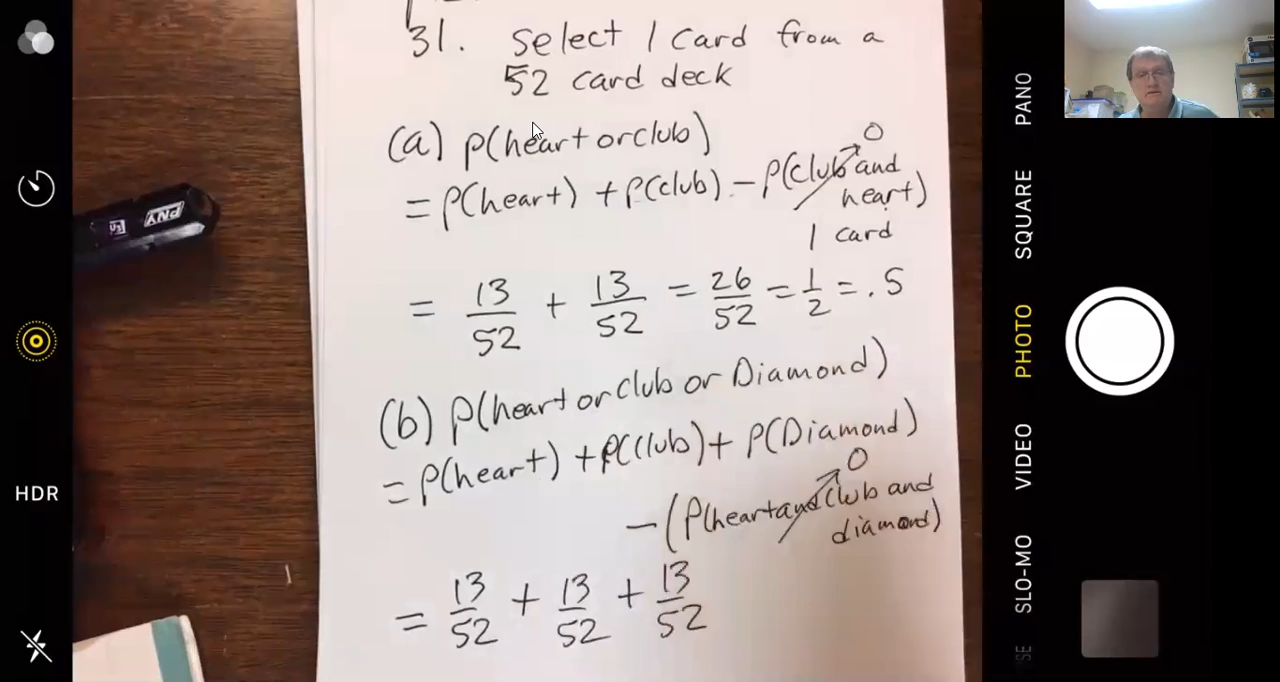 31. Select 1 card from a
52 card deck
(a) P(heart or club)
= P(heart) + P(club) - P(club and heart) 0
1 card
= 13/52 + 13/52 = 26/52 = 1/2 = .5
(b) P(heart or Club or Diamond)
= P(heart) + P(Club) + P(Diamond)
- (P(heart and Club and diamond) 0
= 13/52 + 13/52 + 13/52
PNY
HDR
PANO
SQUARE
PHOTO
VIDEO
SLO-MO
SE